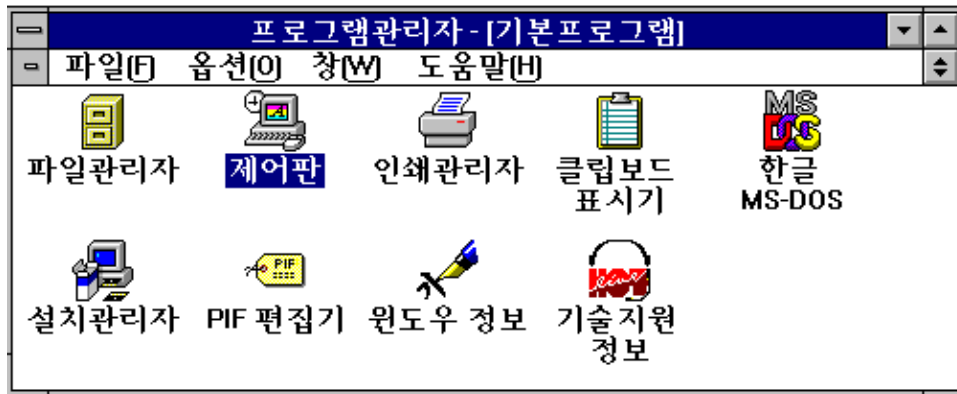 프로그램관리자 - [기본프로그램]
파일(F) 옵션(O) 창(W) 도움말(H)
MS
DOS
파일관리자 제어판 인쇄관리자 클립보드 한글
표시기 MS-DOS
PIF
HOT
설치관리자 PIF 편집기 윈도우 정보 기술지원
정보